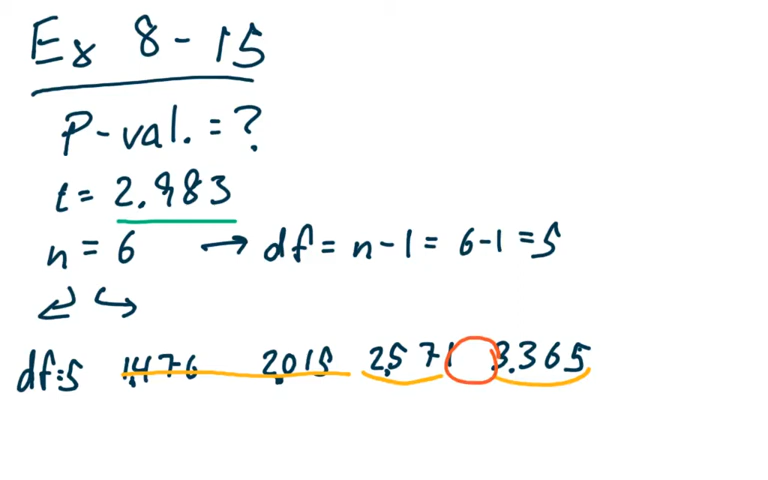 Ex 8-15
P-val. = ?
t = 2.983
n = 6 → df = n-1 = 6-1 = 5
df:5 1.476 2.015 2.571 3.365